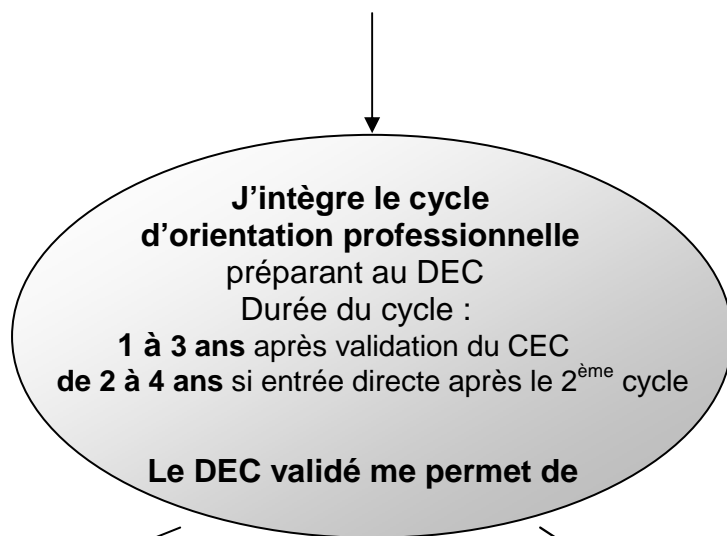 J'intègre le cycle
d'orientation professionnelle
préparant au DEC
Durée du cycle :
1 à 3 ans après validation du CEC
de 2 à 4 ans si entrée directe après le 2ème cycle
Le DEC validé me permet de